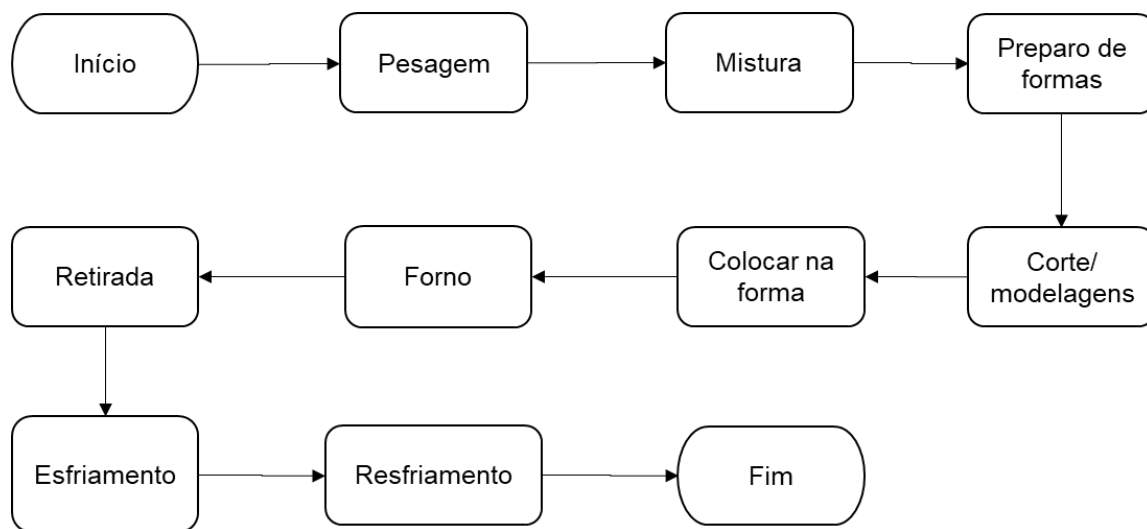 Início
Pesagem
Mistura
Preparo de
formas
Corte/
modelagens
Colocar na
forma
Forno
Retirada
Esfriamento
Resfriamento
Fim